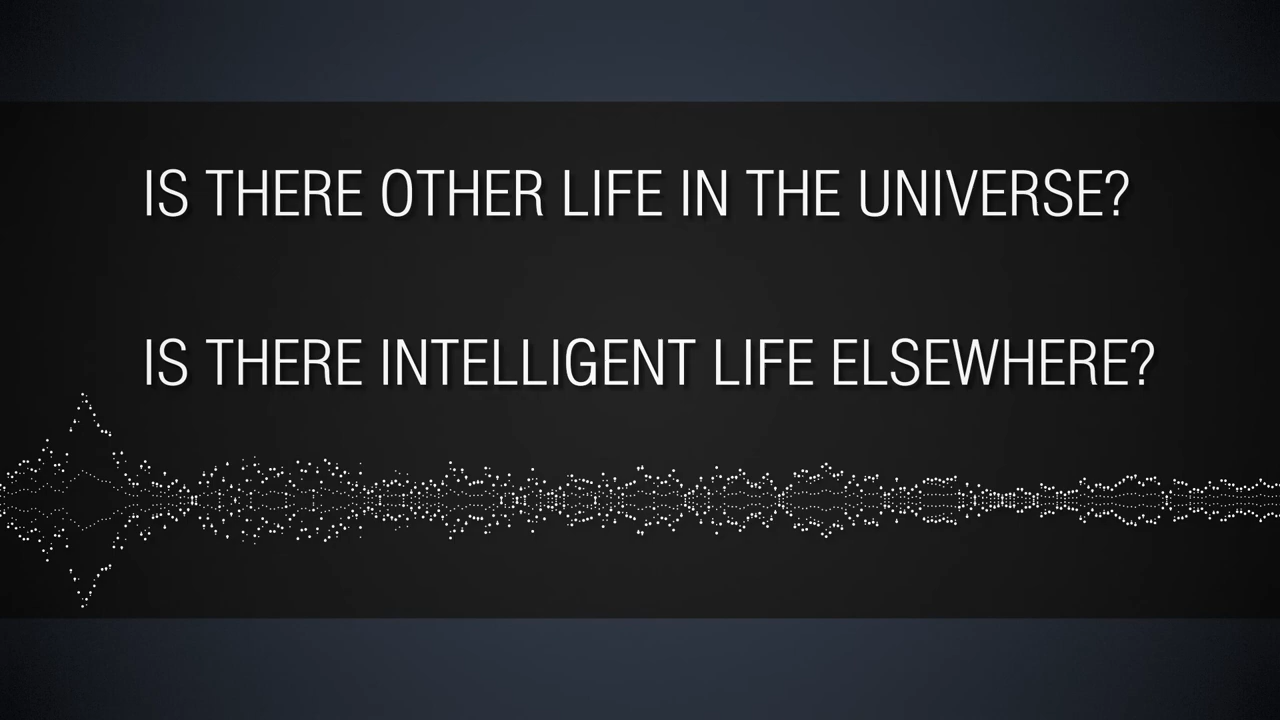 IS THERE OTHER LIFE IN THE UNIVERSE?
IS THERE INTELLIGENT LIFE ELSEWHERE?